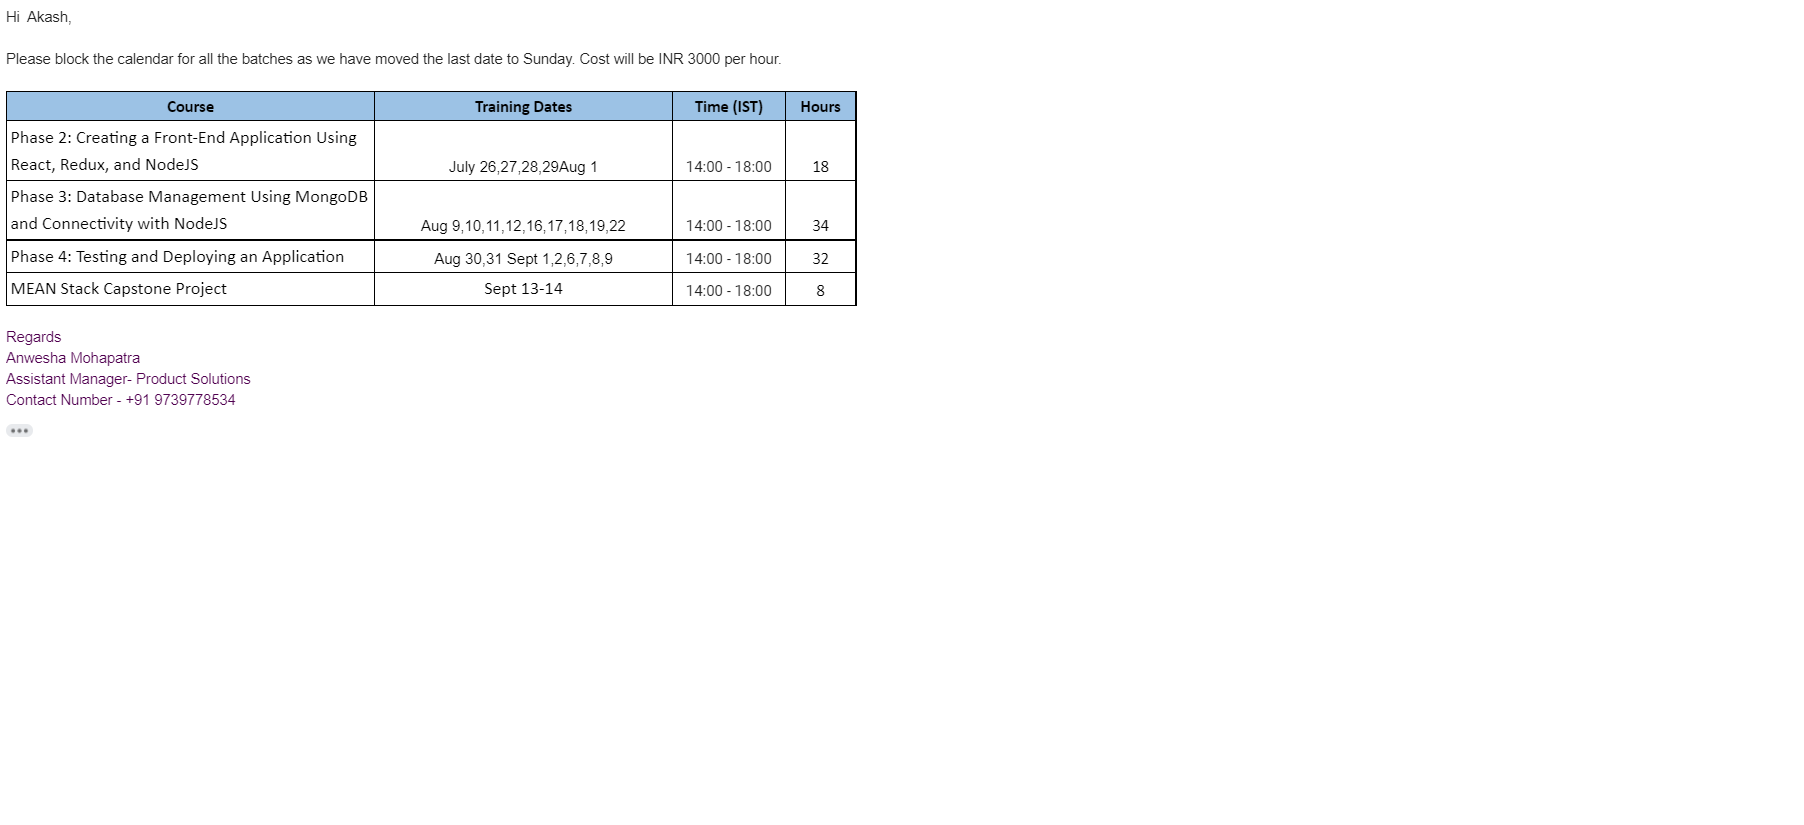 Hi Akash,
Please block the calendar for all the batches as we have moved the last date to Sunday. Cost will be INR 3000 per hour.
Course Training Dates Time (IST) Hours
Phase 2: Creating a Front-End Application Using
React, Redux, and NodeJS July 26,27,28,29Aug 1 14:00 - 18:00 18
Phase 3: Database Management Using MongoDB
and Connectivity with NodeJS Aug 9,10,11,12,16,17,18,19,22 14:00 - 18:00 34
Phase 4: Testing and Deploying an Application Aug 30,31 Sept 1,2,6,7,8,9 14:00 - 18:00 32
MEAN Stack Capstone Project Sept 13-14 14:00 - 18:00 8
Regards
Anwesha Mohapatra
Assistant Manager- Product Solutions
Contact Number - +91 9739778534